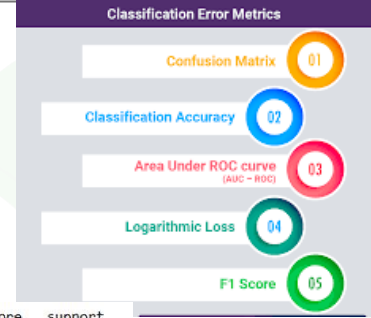 Classification Error Metrics
Confusion Matrix 01
Classification Accuracy 02
Area Under ROC curve 03
(AUC - ROC)
Logarithmic Loss 04
F1 Score 05
support